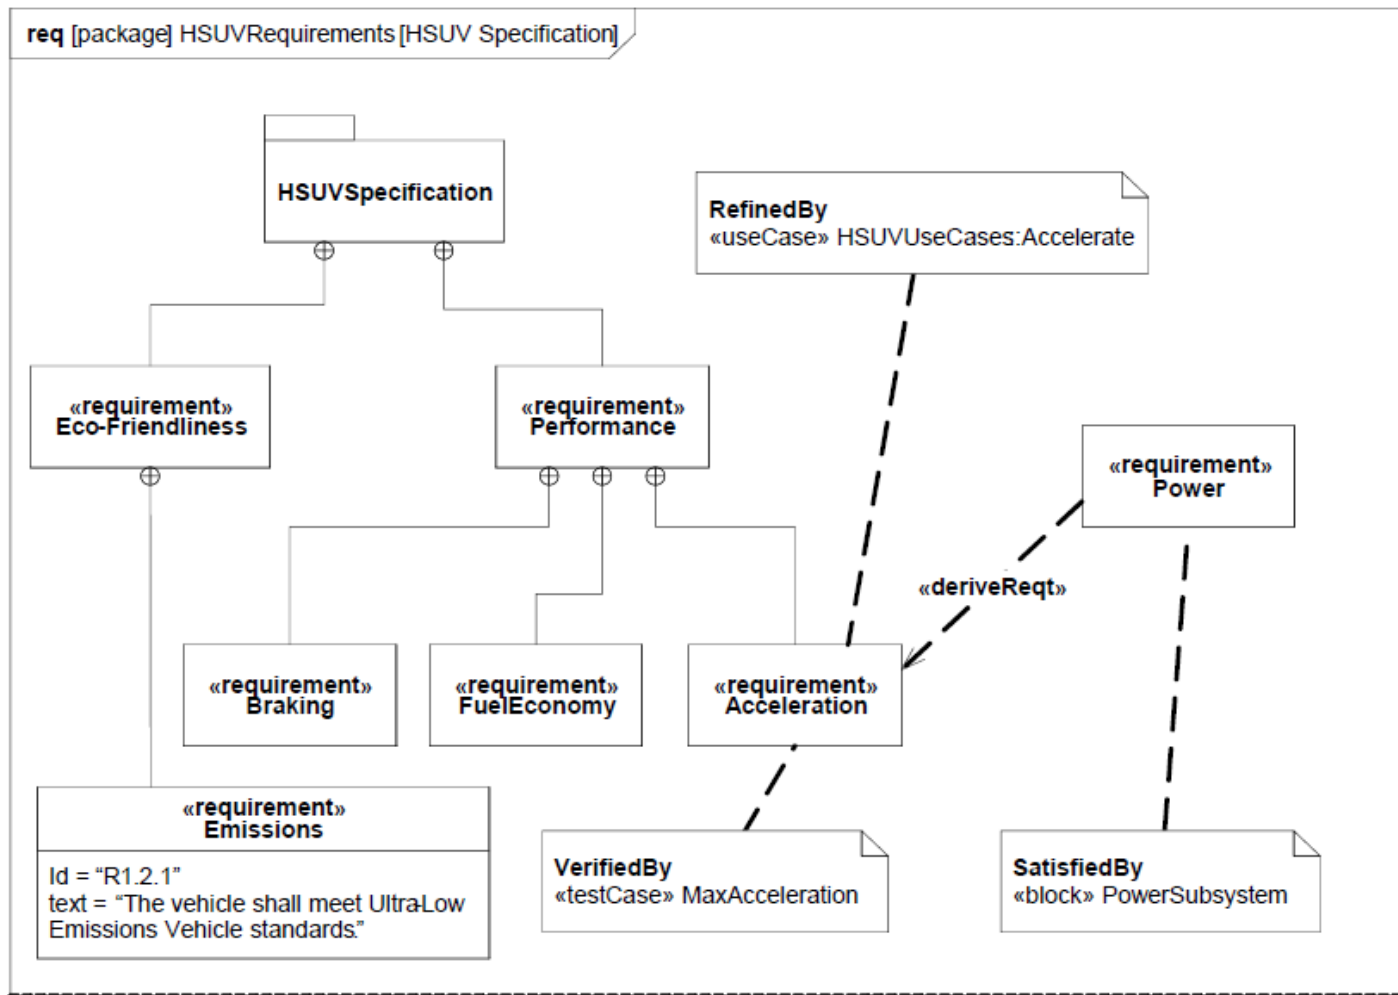 req [package] HSUVRequirements [HSUV Specification]
HSUVSpecification
RefinedBy
«useCase» HSUVUseCases:Accelerate
«requirement»
Eco-Friendliness
«requirement»
Performance
«requirement»
Power
«deriveReqt»
«requirement»
Braking
«requirement»
FuelEconomy
«requirement»
Acceleration
«requirement»
Emissions
Id = “R1.2.1”
text = “The vehicle shall meet Ultra-Low
Emissions Vehicle standards.”
VerifiedBy
«testCase» MaxAcceleration
SatisfiedBy
«block» PowerSubsystem